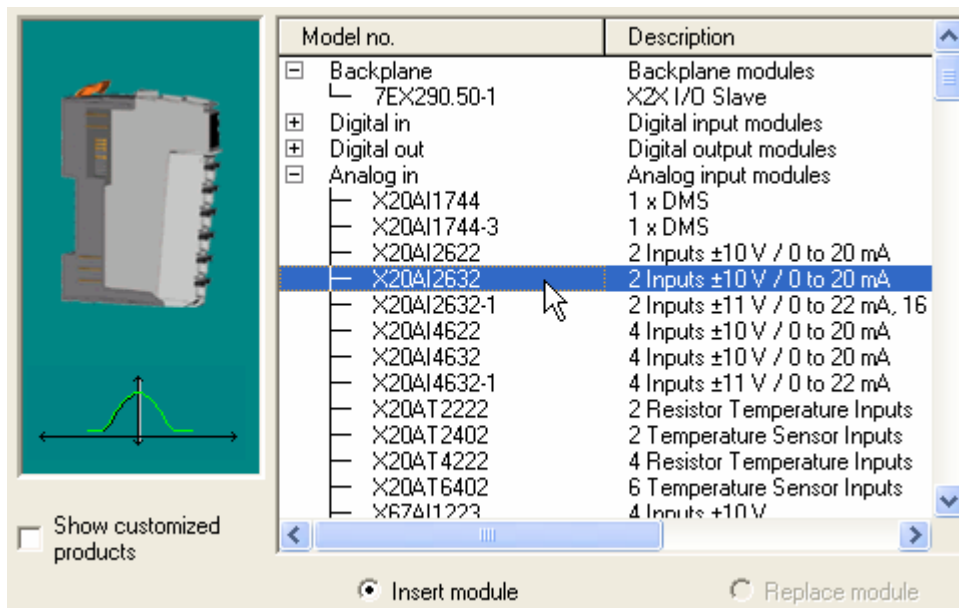 Model no. Description
Backplane Backplane modules
7EX290.50-1 X2X I/O Slave
Digital in Digital input modules
Digital out Digital output modules
Analog in Analog input modules
X20AI1744 1 x DMS
X20AI1744-3 1 x DMS
X20AI2622 2 Inputs ±10 V / 0 to 20 mA
X20AI2632 2 Inputs ±10 V / 0 to 20 mA
X20AI2632-1 2 Inputs ±11 V / 0 to 22 mA, 16
X20AI4622 4 Inputs ±10 V / 0 to 20 mA
X20AI4632 4 Inputs ±10 V / 0 to 20 mA
X20AI4632-1 4 Inputs ±11 V / 0 to 22 mA
X20AT2222 2 Resistor Temperature Inputs
X20AT2402 2 Temperature Sensor Inputs
X20AT4222 4 Resistor Temperature Inputs
X20AT6402 6 Temperature Sensor Inputs
X67AI1223 4 Inputs ±10 V
Show customized
products
Insert module Replace module